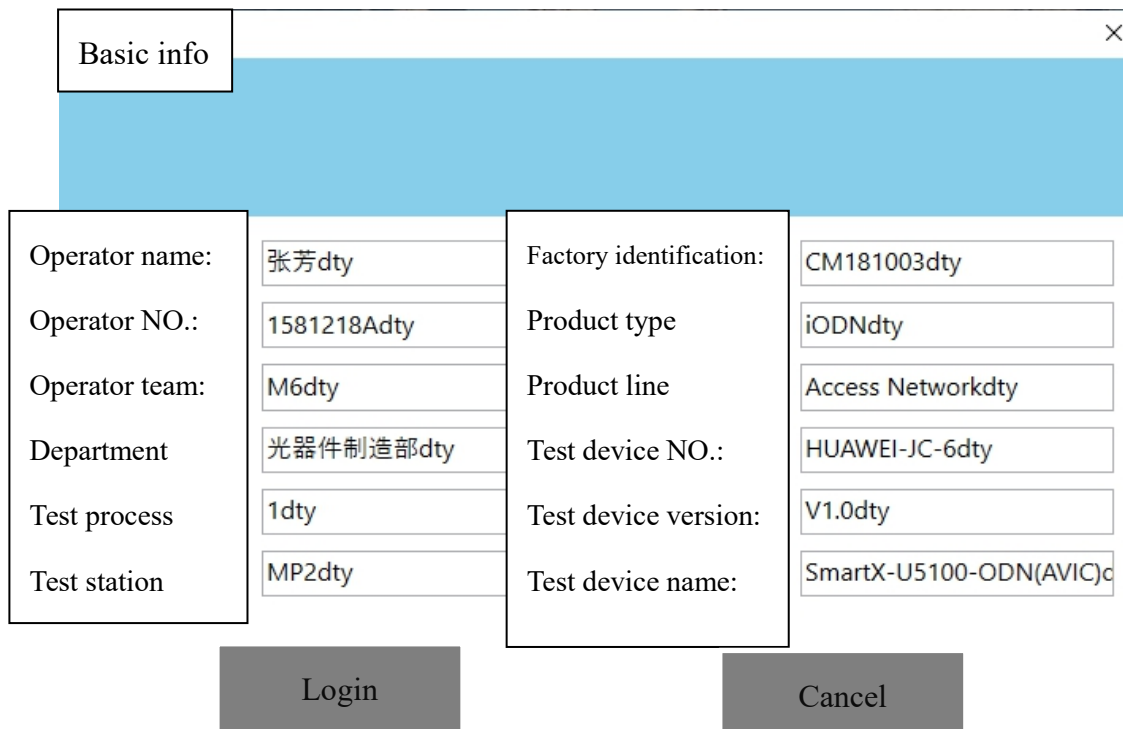 Basic info
Operator name:
张芳dty
Factory identification:
CM181003dty
Operator NO.:
1581218Adty
Product type
iODNdty
Operator team:
M6dty
Product line
Access Networkdty
Department
光器件制造部dty
Test device NO.:
HUAWEI-JC-6dty
Test process
1dty
Test device version:
V1.0dty
Test station
MP2dty
Test device name:
SmartX-U5100-ODN(AVIC)d
Login
Cancel